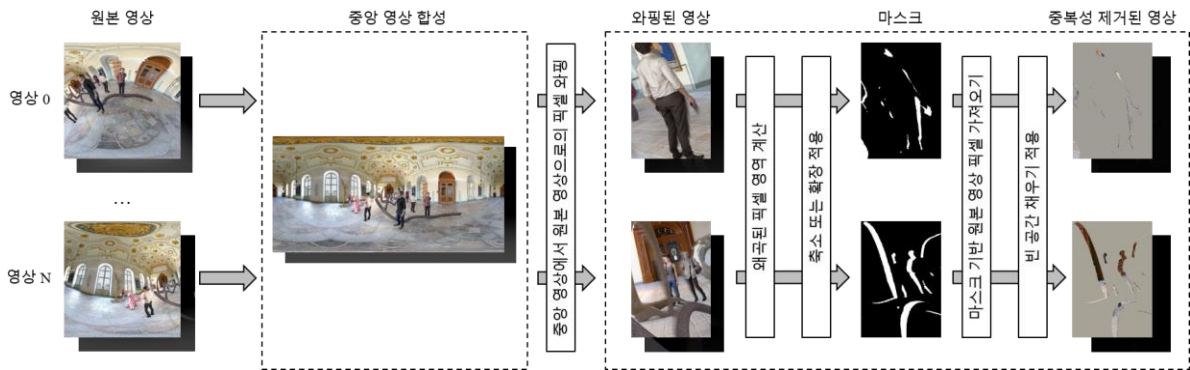 원본 영상
중앙 영상 합성
와핑된 영상
마스크
중복성 제거된 영상
영상 0
...
영상 N
중앙 영상에서 원본 영상으로의 픽셀 와핑
왜곡된 픽셀 영역 계산
축소 또는 확장 적용
마스크 기반 원본 영상 픽셀 가져오기
빈 공간 채우기 적용